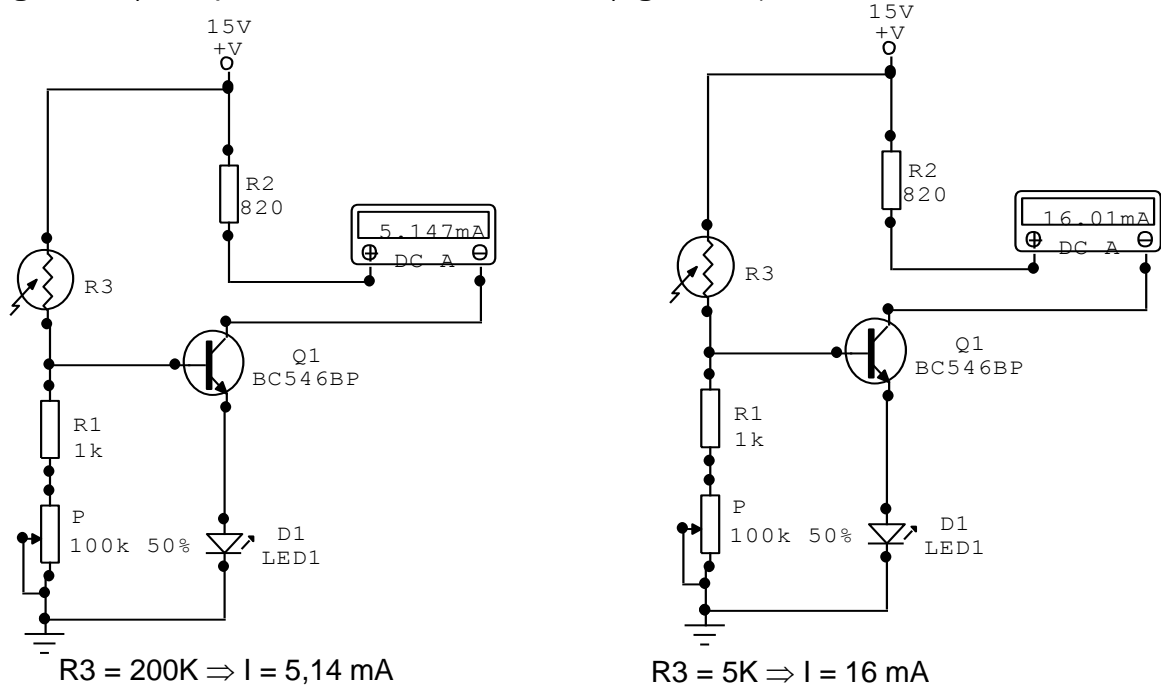 15V
+V
R2
820
5.147mA
DC A
R3
Q1
BC546BP
R1
1k
P
100k 50%
D1
LED1
R3 = 200K ⇒ I = 5,14 mA
15V
+V
R2
820
16.01mA
DC A
R3
Q1
BC546BP
R1
1k
P
100k 50%
D1
LED1
R3 = 5K ⇒ I = 16 mA